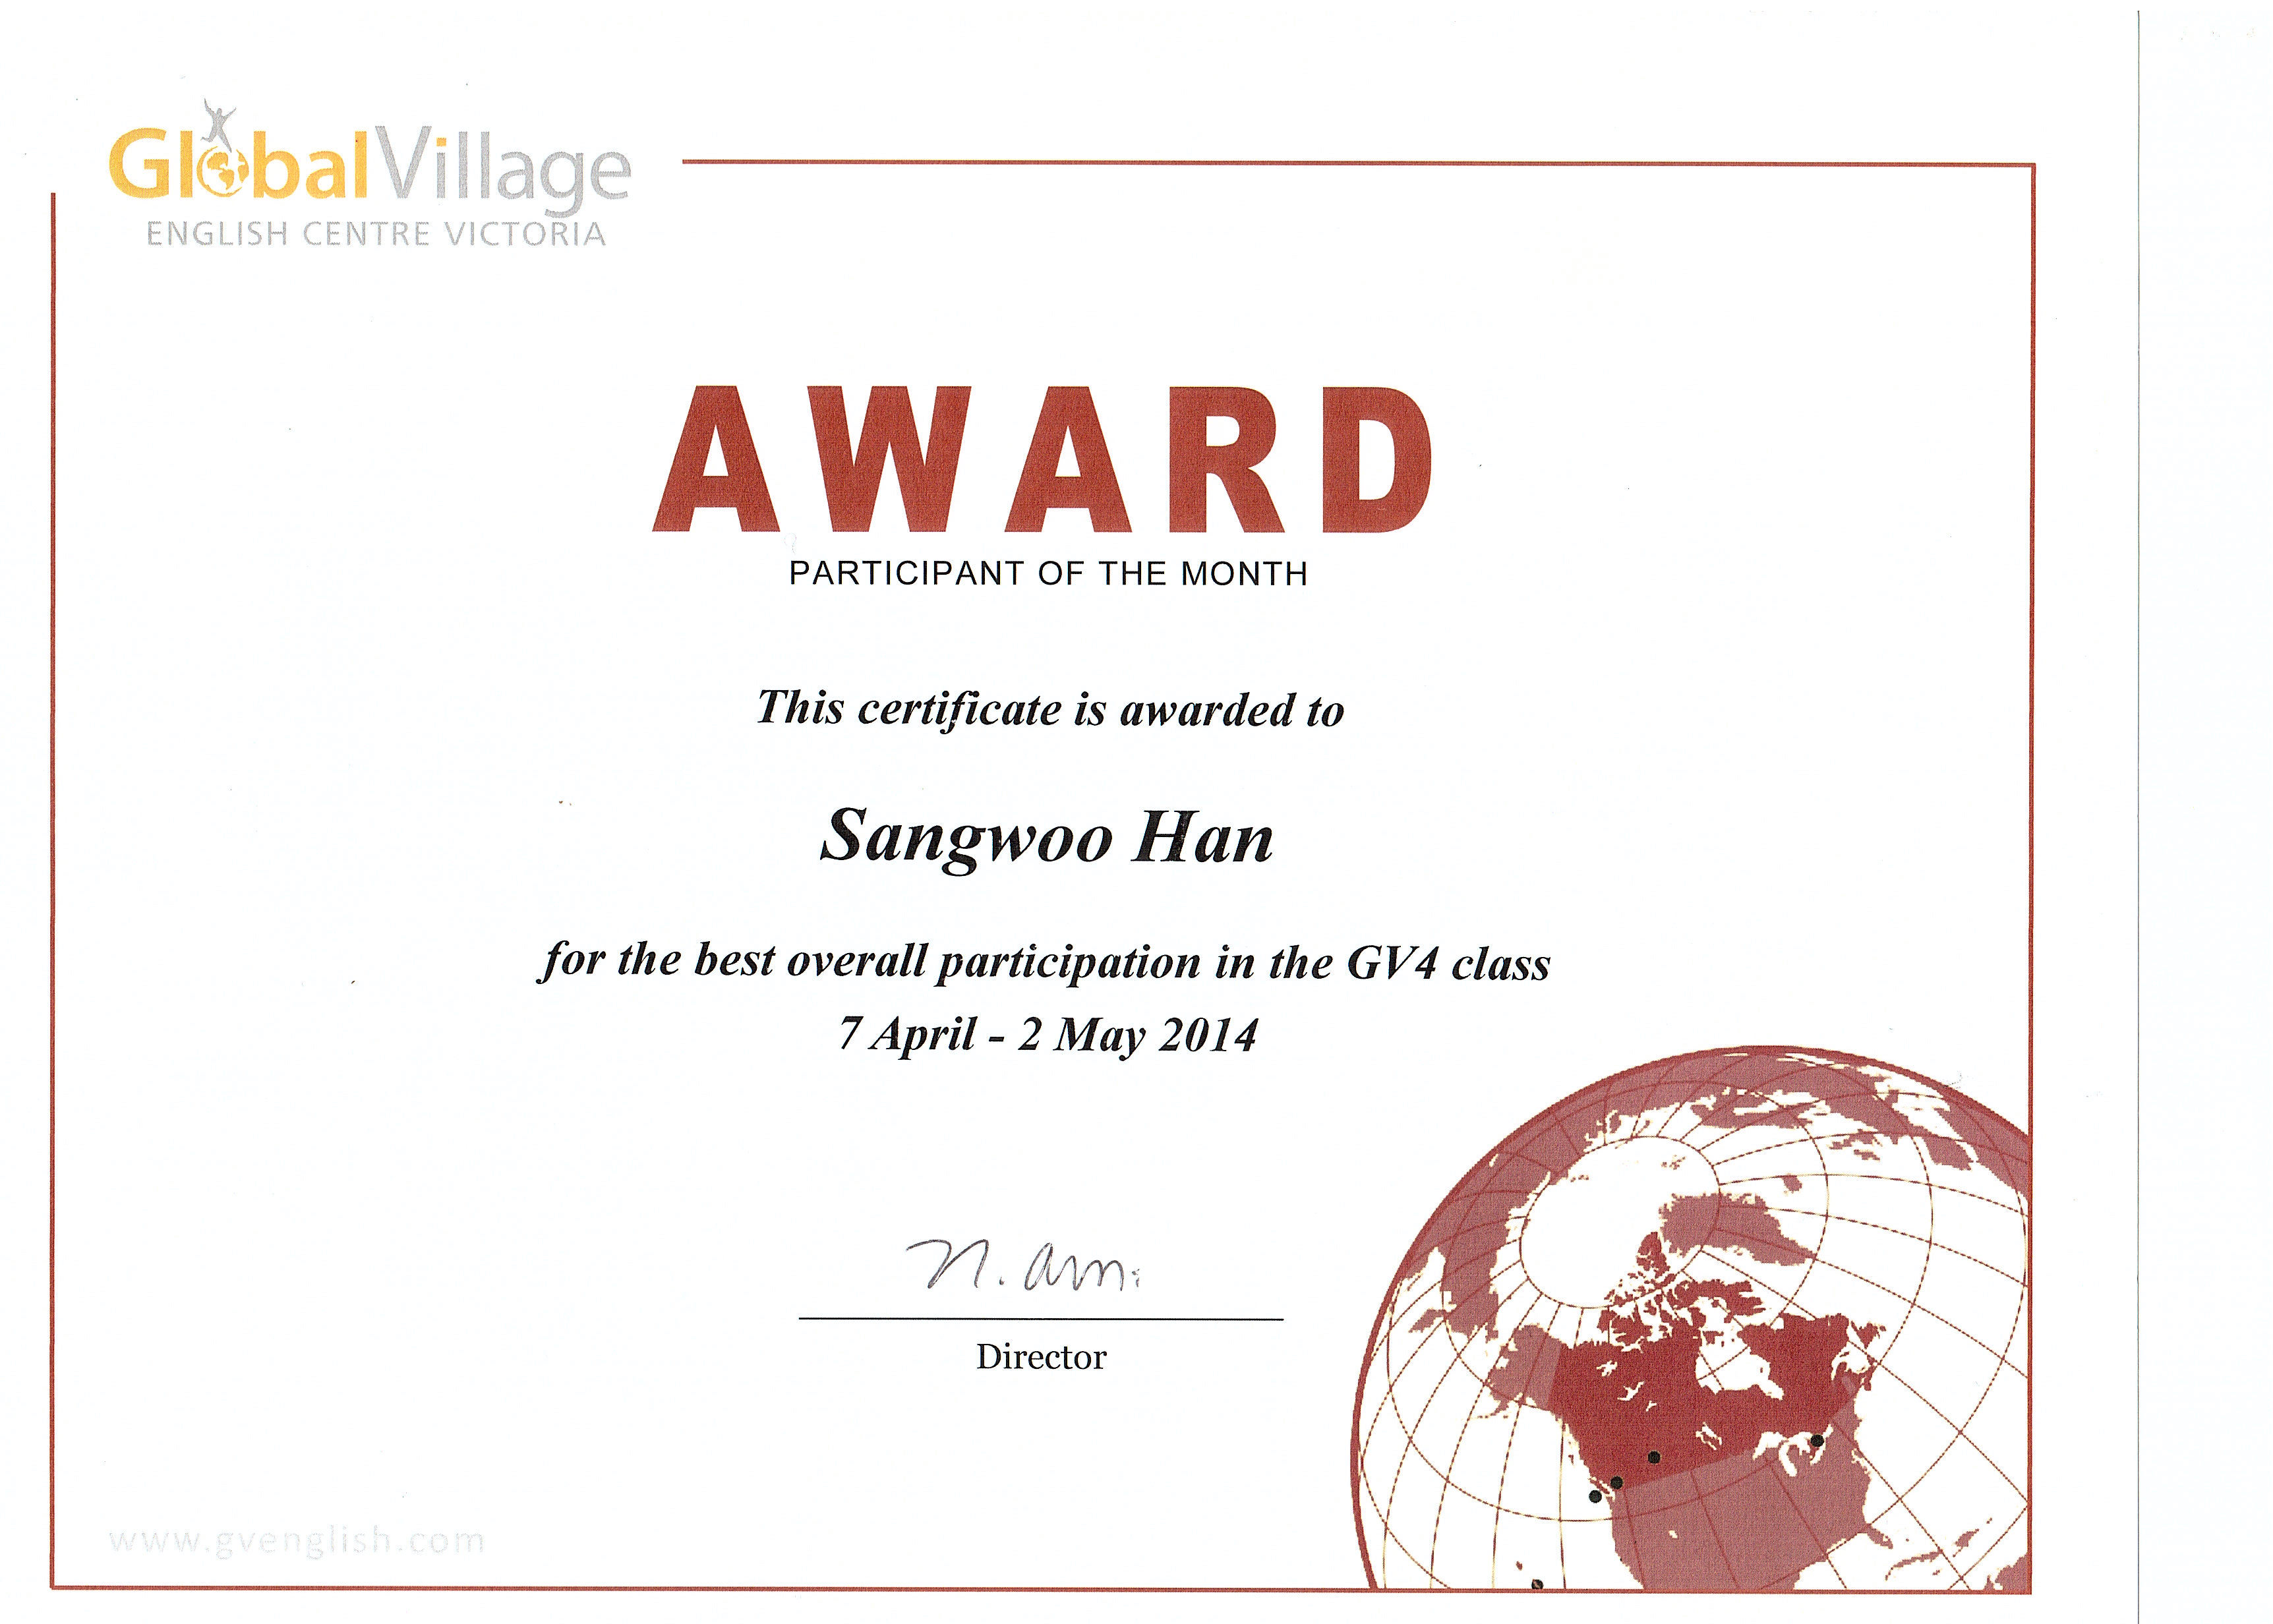 GlobalVillage
ENGLISH CENTRE VICTORIA
AWARD
PARTICIPANT OF THE MONTH
This certificate is awarded to
Sangwoo Han
for the best overall participation in the GV4 class
7 April - 2 May 2014
Director
www.gvenglish.com